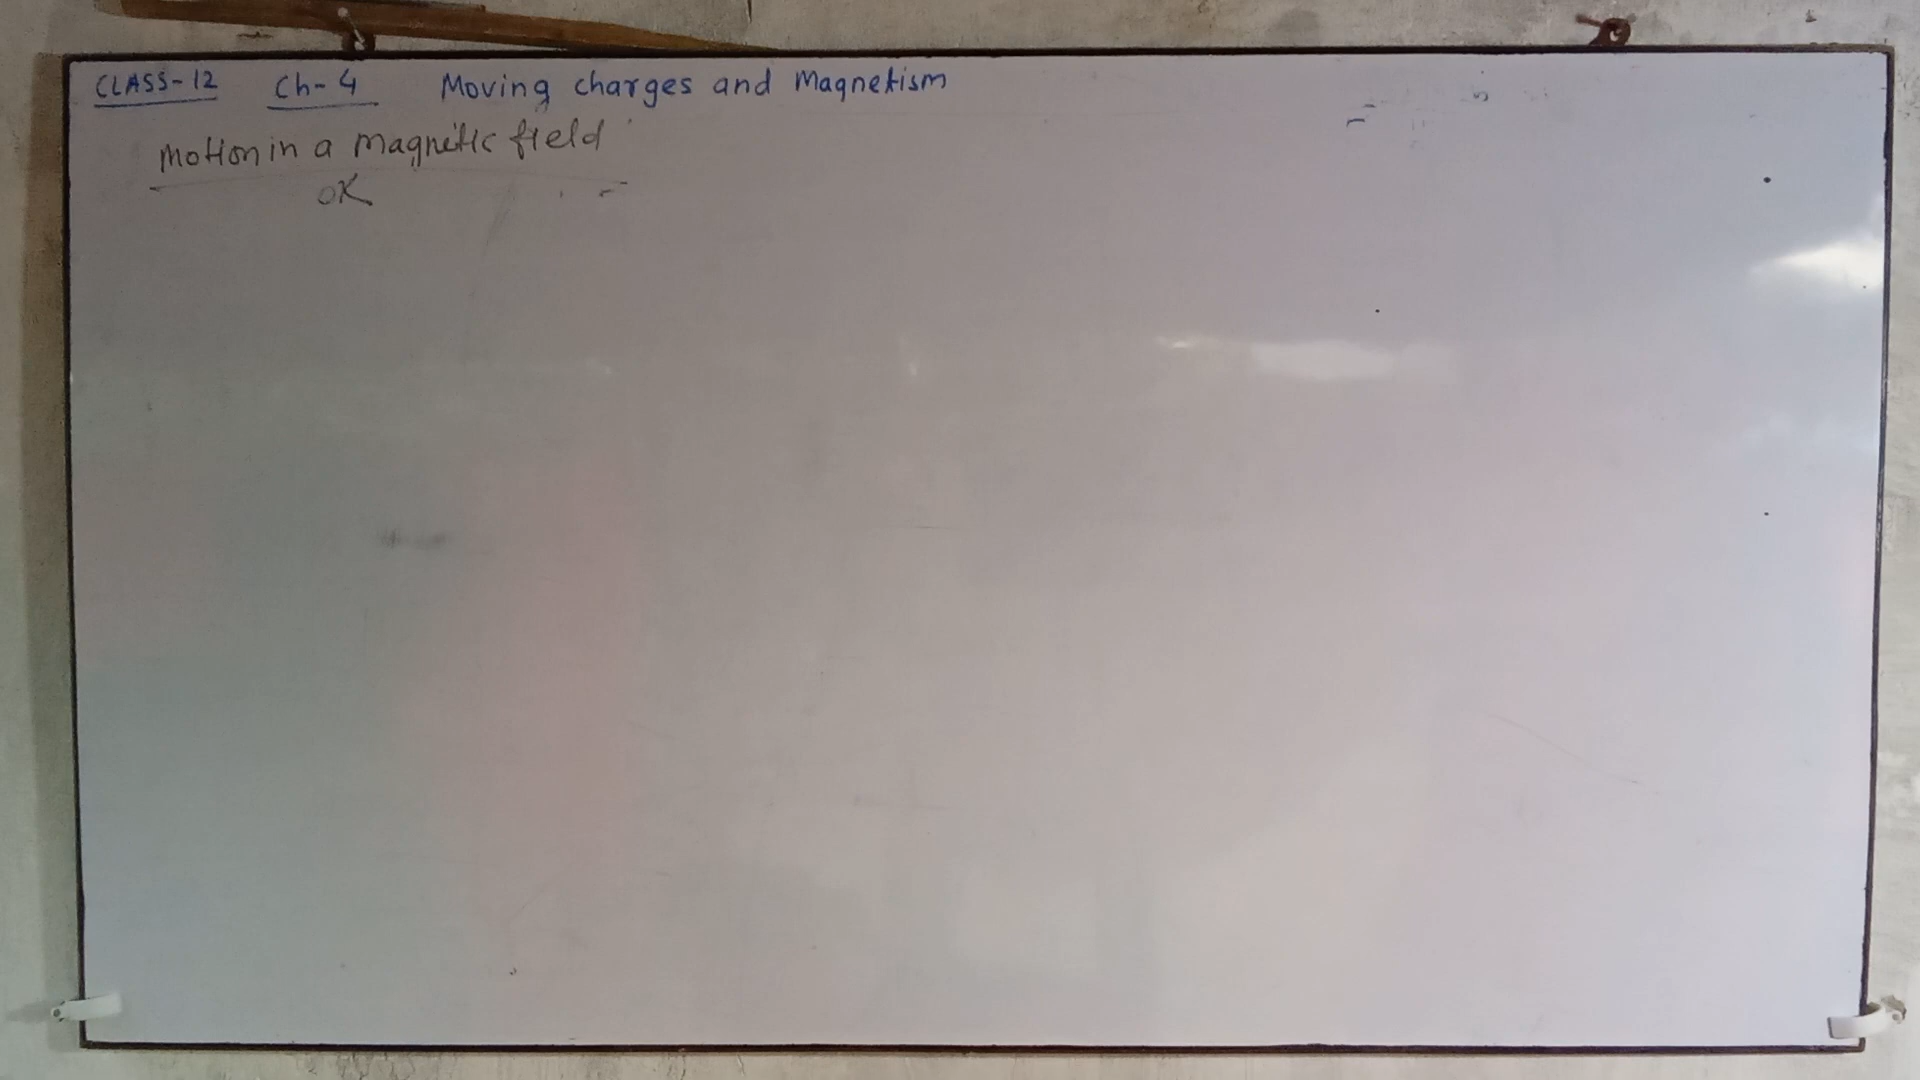 CLASS-12 Ch-4 Moving charges and Magnetism
Motion in a Magnetic field
OK